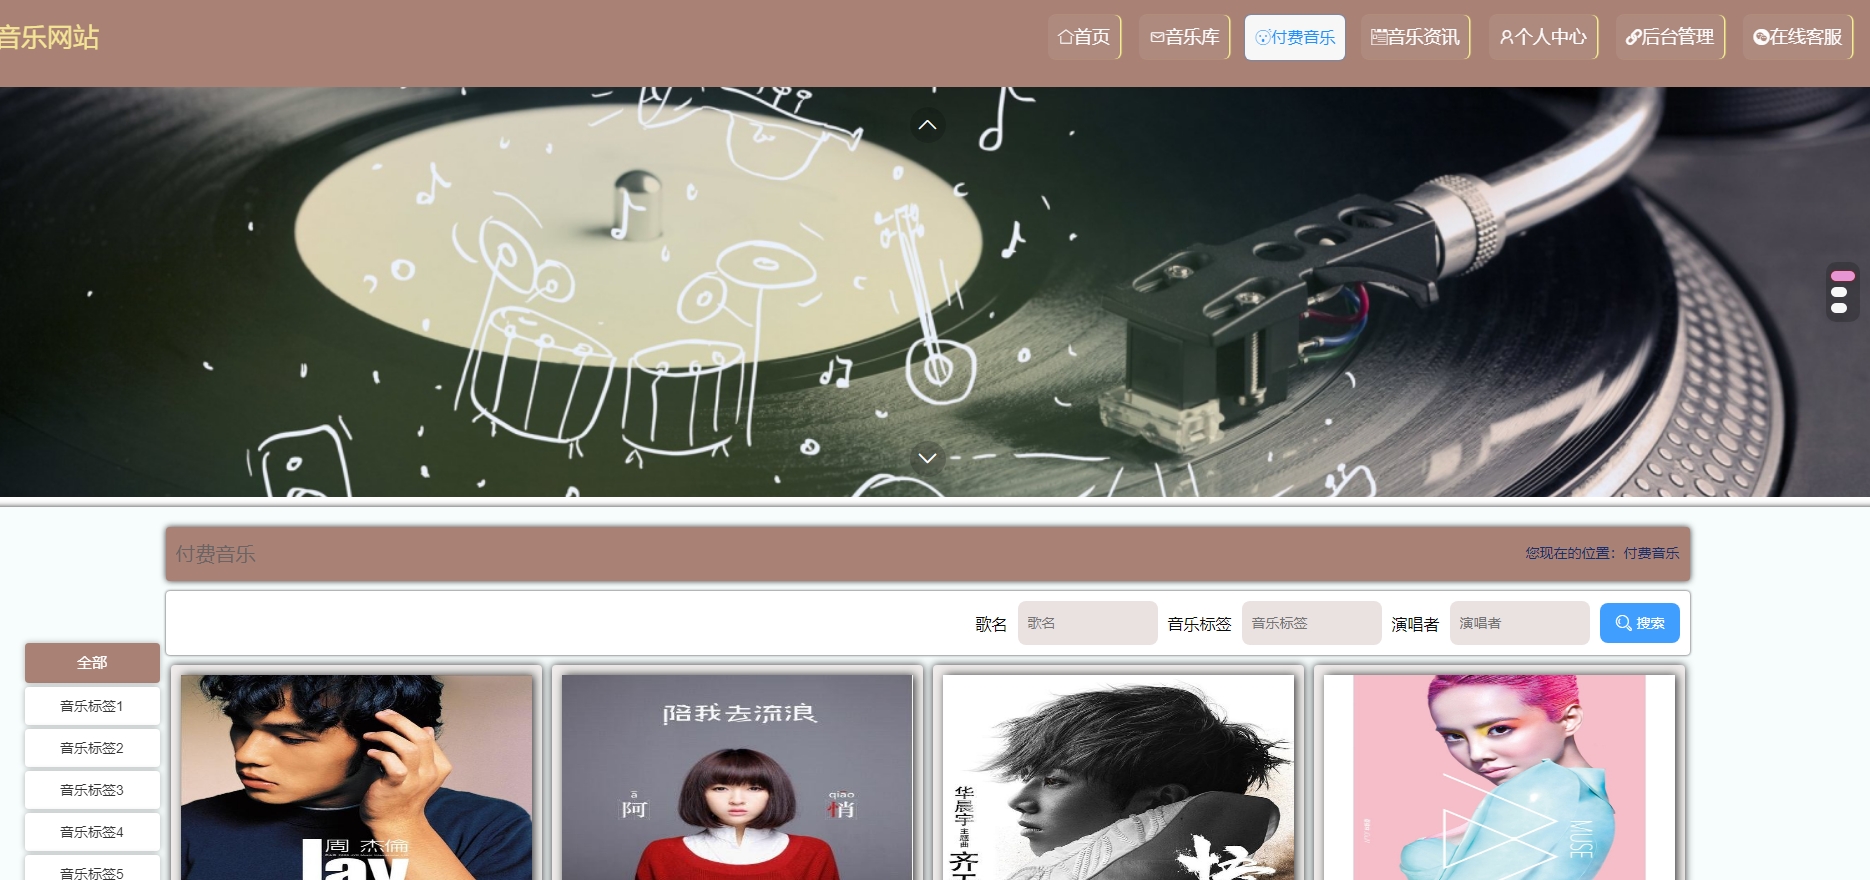 音乐网站
首页
音乐库
付费音乐
音乐资讯
个人中心
后台管理
在线客服
付费音乐
您现在的位置：付费音乐
歌名 歌名 音乐标签 音乐标签 演唱者 演唱者 搜索
全部
音乐标签1
音乐标签2
音乐标签3
音乐标签4
音乐标签5
周杰倫
Jay
陪我去流浪
ā qiao
阿 悄
华晨宇
主题曲
齐天
MUSE